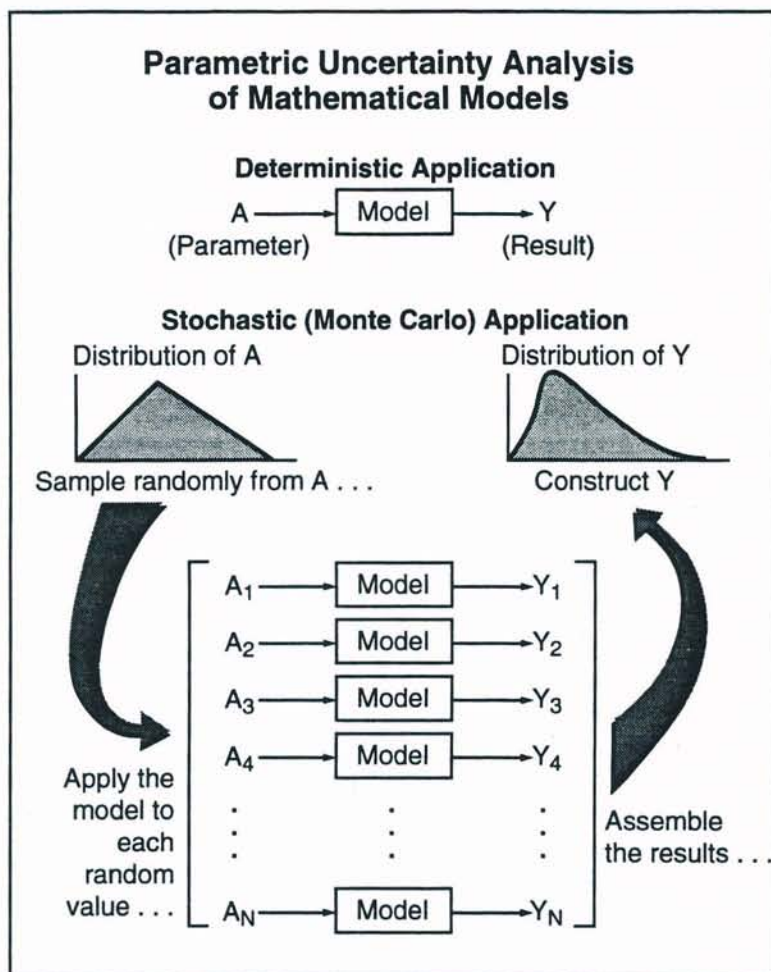 Parametric Uncertainty Analysis
of Mathematical Models
Deterministic Application
A Model Y
(Parameter) (Result)
Stochastic (Monte Carlo) Application
Distribution of A
Distribution of Y
Sample randomly from A . . .
Construct Y
A1 Model Y1
A2 Model Y2
A3 Model Y3
A4 Model Y4
AN Model YN
Apply the
model to
each
random
value . . .
Assemble
the results . . .